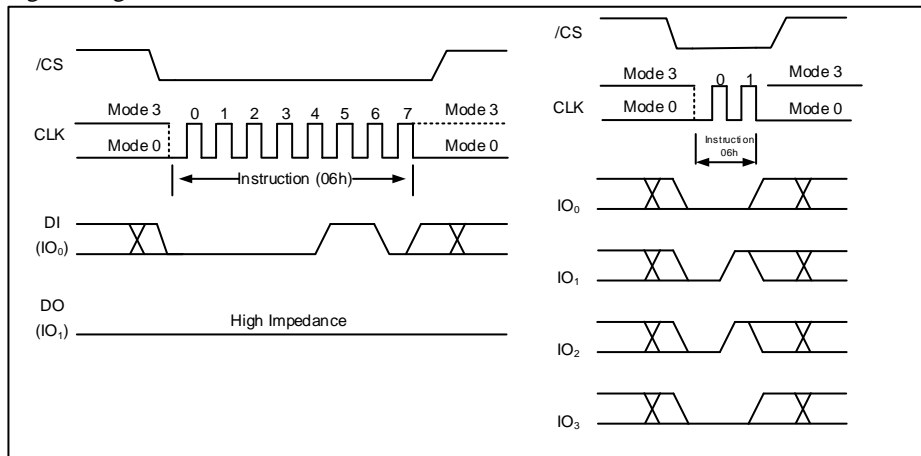 /CS
Mode 3 0 1 2 3 4 5 6 7 Mode 3
CLK
Mode 0 Mode 0
Instruction (06h)
DI
(IO0)
DO
(IO1)
High Impedance
/CS
Mode 3 0 1 Mode 3
CLK
Mode 0 Mode 0
Instruction
06h
IO0
IO1
IO2
IO3